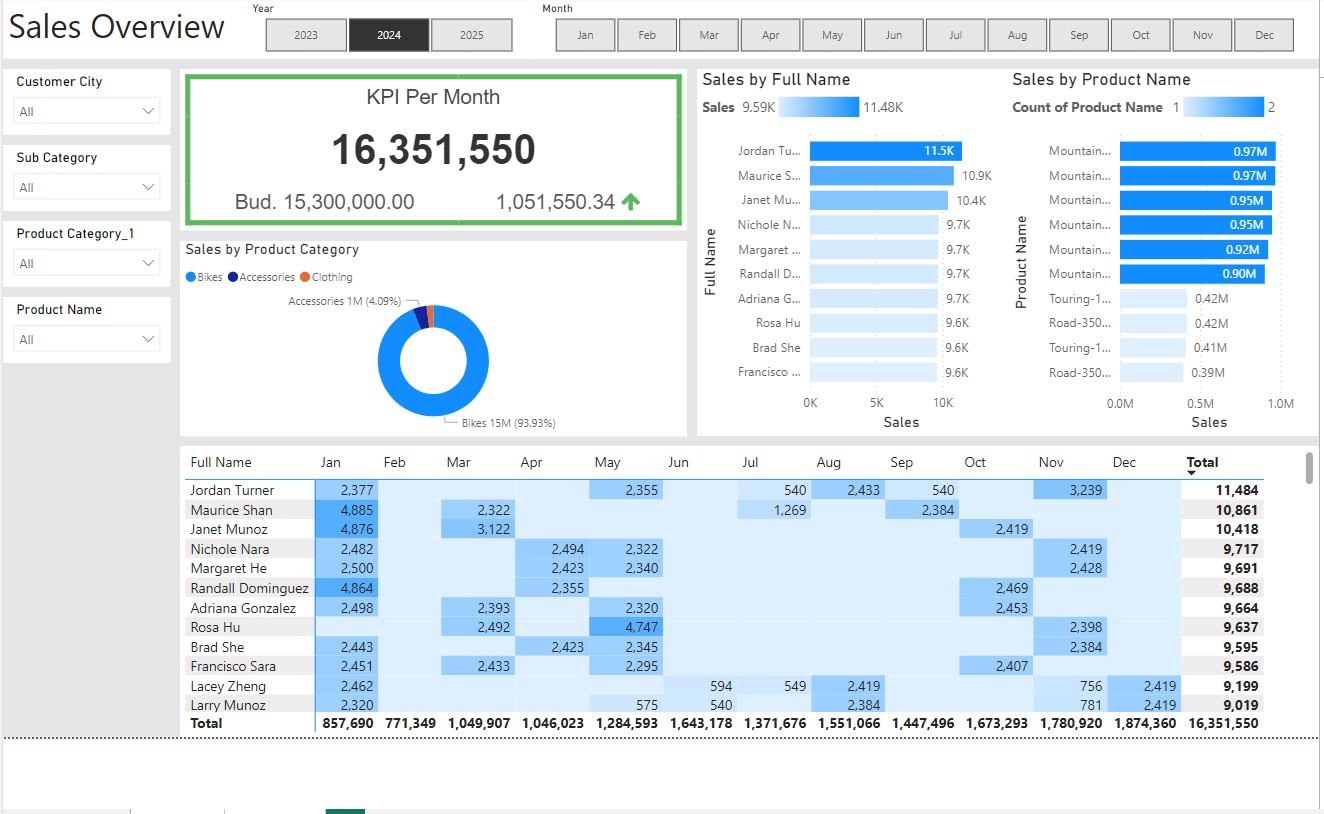 Sales Overview
Year
2023 2024 2025
Month
Jan Feb Mar Apr May Jun Jul Aug Sep Oct Nov Dec
Customer City
All
Sub Category
All
Product Category_1
All
Product Name
All
KPI Per Month
16,351,550
Bud. 15,300,000.00 1,051,550.34
Sales by Product Category
Bikes Accessories Clothing
Accessories 1M (4.09%)
Bikes 15M (93.93%)
Sales by Full Name
Sales 9.59K 11.48K
Full Name
Jordan Tu... 11.5K
Maurice S... 10.9K
Janet Mu... 10.4K
Nichole N... 9.7K
Margaret ... 9.7K
Randall D... 9.7K
Adriana G... 9.7K
Rosa Hu 9.6K
Brad She 9.6K
Francisco ... 9.6K
0K 5K 10K
Sales
Sales by Product Name
Count of Product Name 1 2
Product Name
Mountain... 0.97M
Mountain... 0.97M
Mountain... 0.95M
Mountain... 0.95M
Mountain... 0.92M
Mountain... 0.90M
Touring-1... 0.42M
Road-350... 0.42M
Touring-1... 0.41M
Road-350... 0.39M
0.0M 0.5M 1.0M
Sales
Full Name Jan Feb Mar Apr May Jun Jul Aug Sep Oct Nov Dec Total
Jordan Turner 2,377 2,355 540 2,433 540 3,239 11,484
Maurice Shan 4,885 2,322 1,269 2,384 10,861
Janet Munoz 4,876 3,122 2,419 10,418
Nichole Nara 2,482 2,494 2,322 2,419 9,717
Margaret He 2,500 2,423 2,340 2,428 9,691
Randall Dominguez 4,864 2,355 2,469 9,688
Adriana Gonzalez 2,498 2,393 2,320 2,453 9,664
Rosa Hu 2,492 4,747 2,398 9,637
Brad She 2,443 2,423 2,345 2,384 9,595
Francisco Sara 2,451 2,433 2,295 2,407 9,586
Lacey Zheng 2,462 594 549 2,419 756 2,419 9,199
Larry Munoz 2,320 575 540 2,384 781 2,419 9,019
Total 857,690 771,349 1,049,907 1,046,023 1,284,593 1,643,178 1,371,676 1,551,066 1,447,496 1,673,293 1,780,920 1,874,360 16,351,550